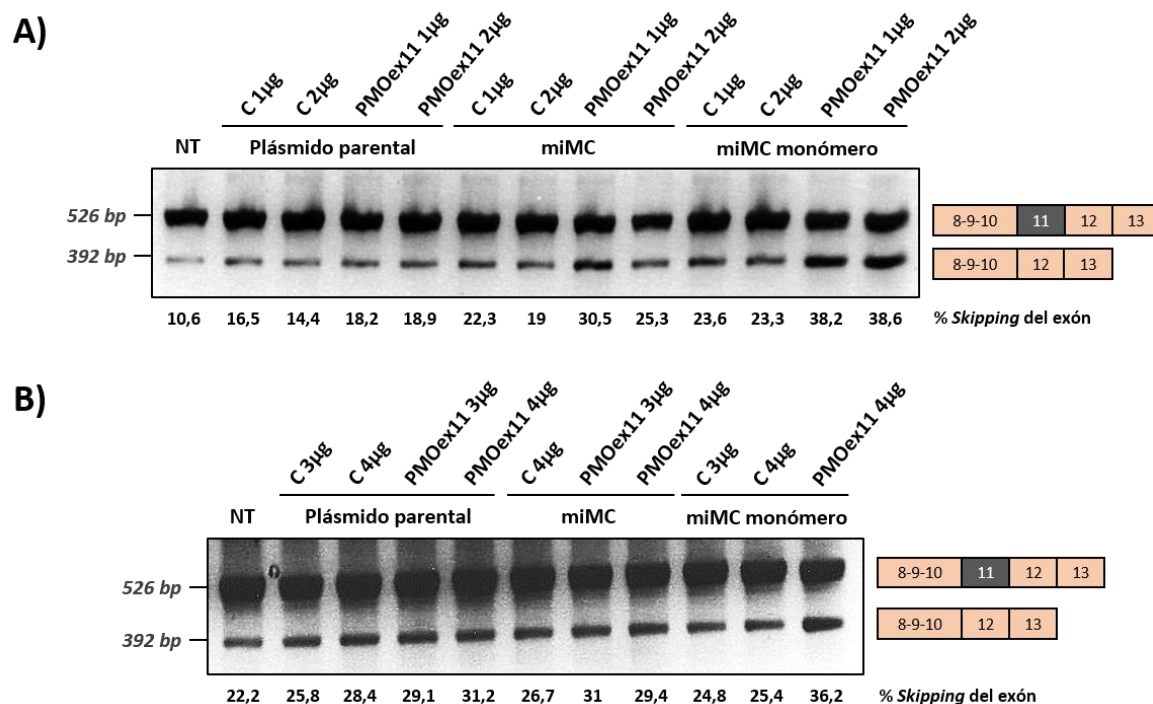 A)
C 1µg C 2µg PMOex11 1µg PMOex11 2µg C 1µg C 2µg PMOex11 1µg PMOex11 2µg C 1µg C 2µg PMOex11 1µg PMOex11 2µg
NT Plásmido parental miMC miMC monómero
526 bp
8-9-10 11 12 13
392 bp
8-9-10 12 13
10,6 16,5 14,4 18,2 18,9 22,3 19 30,5 25,3 23,6 23,3 38,2 38,6 % Skipping del exón
B)
C 3µg C 4µg PMOex11 3µg PMOex11 4µg C 4µg PMOex11 3µg PMOex11 4µg C 3µg C 4µg PMOex11 4µg
NT Plásmido parental miMC miMC monómero
526 bp
8-9-10 11 12 13
392 bp
8-9-10 12 13
22,2 25,8 28,4 29,1 31,2 26,7 31 29,4 24,8 25,4 36,2 % Skipping del exón